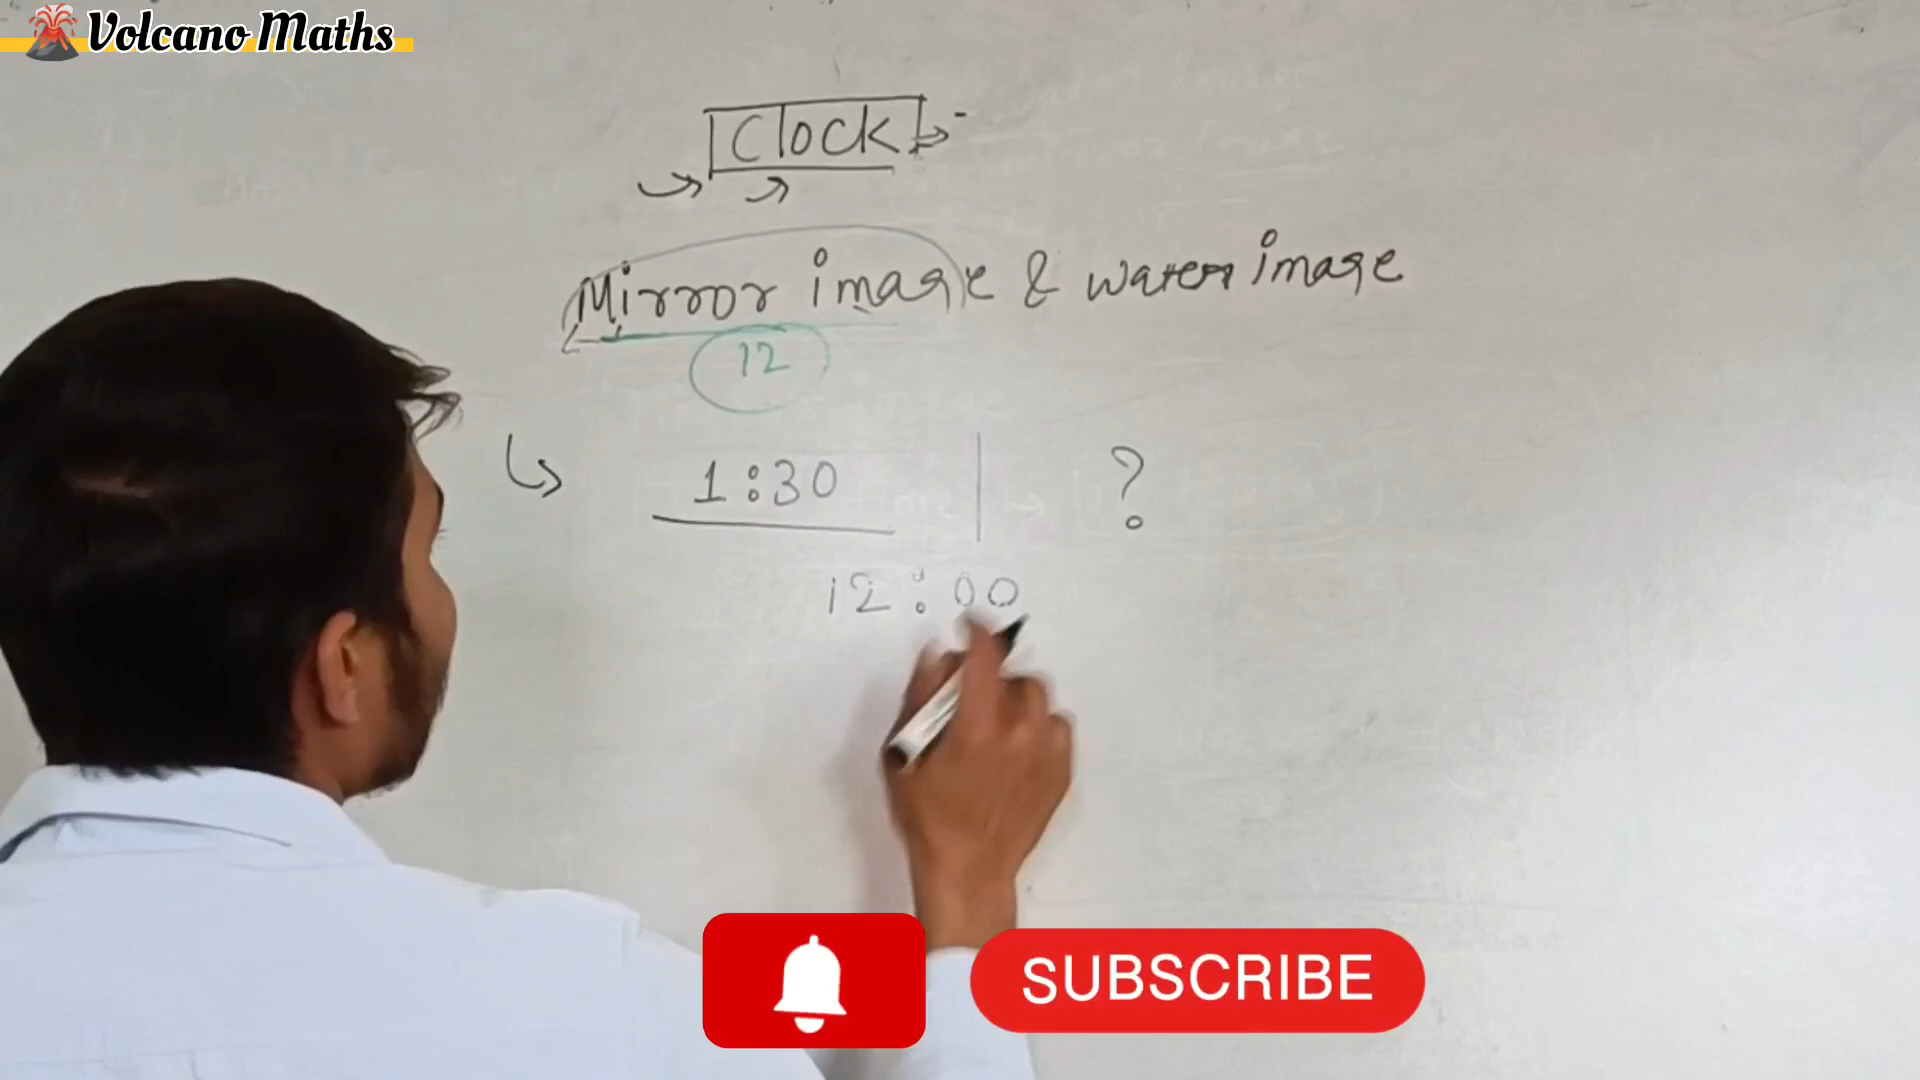 Volcano Maths
Clock
Mirror image & water image
12
1:30 ?
12:00
SUBSCRIBE